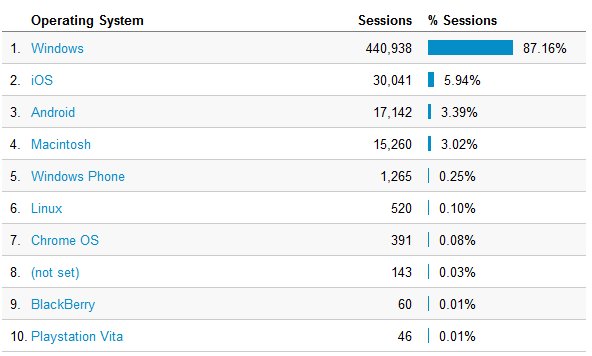 Operating System Sessions % Sessions
1. Windows 440,938 87.16%
2. iOS 30,041 5.94%
3. Android 17,142 3.39%
4. Macintosh 15,260 3.02%
5. Windows Phone 1,265 0.25%
6. Linux 520 0.10%
7. Chrome OS 391 0.08%
8. (not set) 143 0.03%
9. BlackBerry 60 0.01%
10. Playstation Vita 46 0.01%